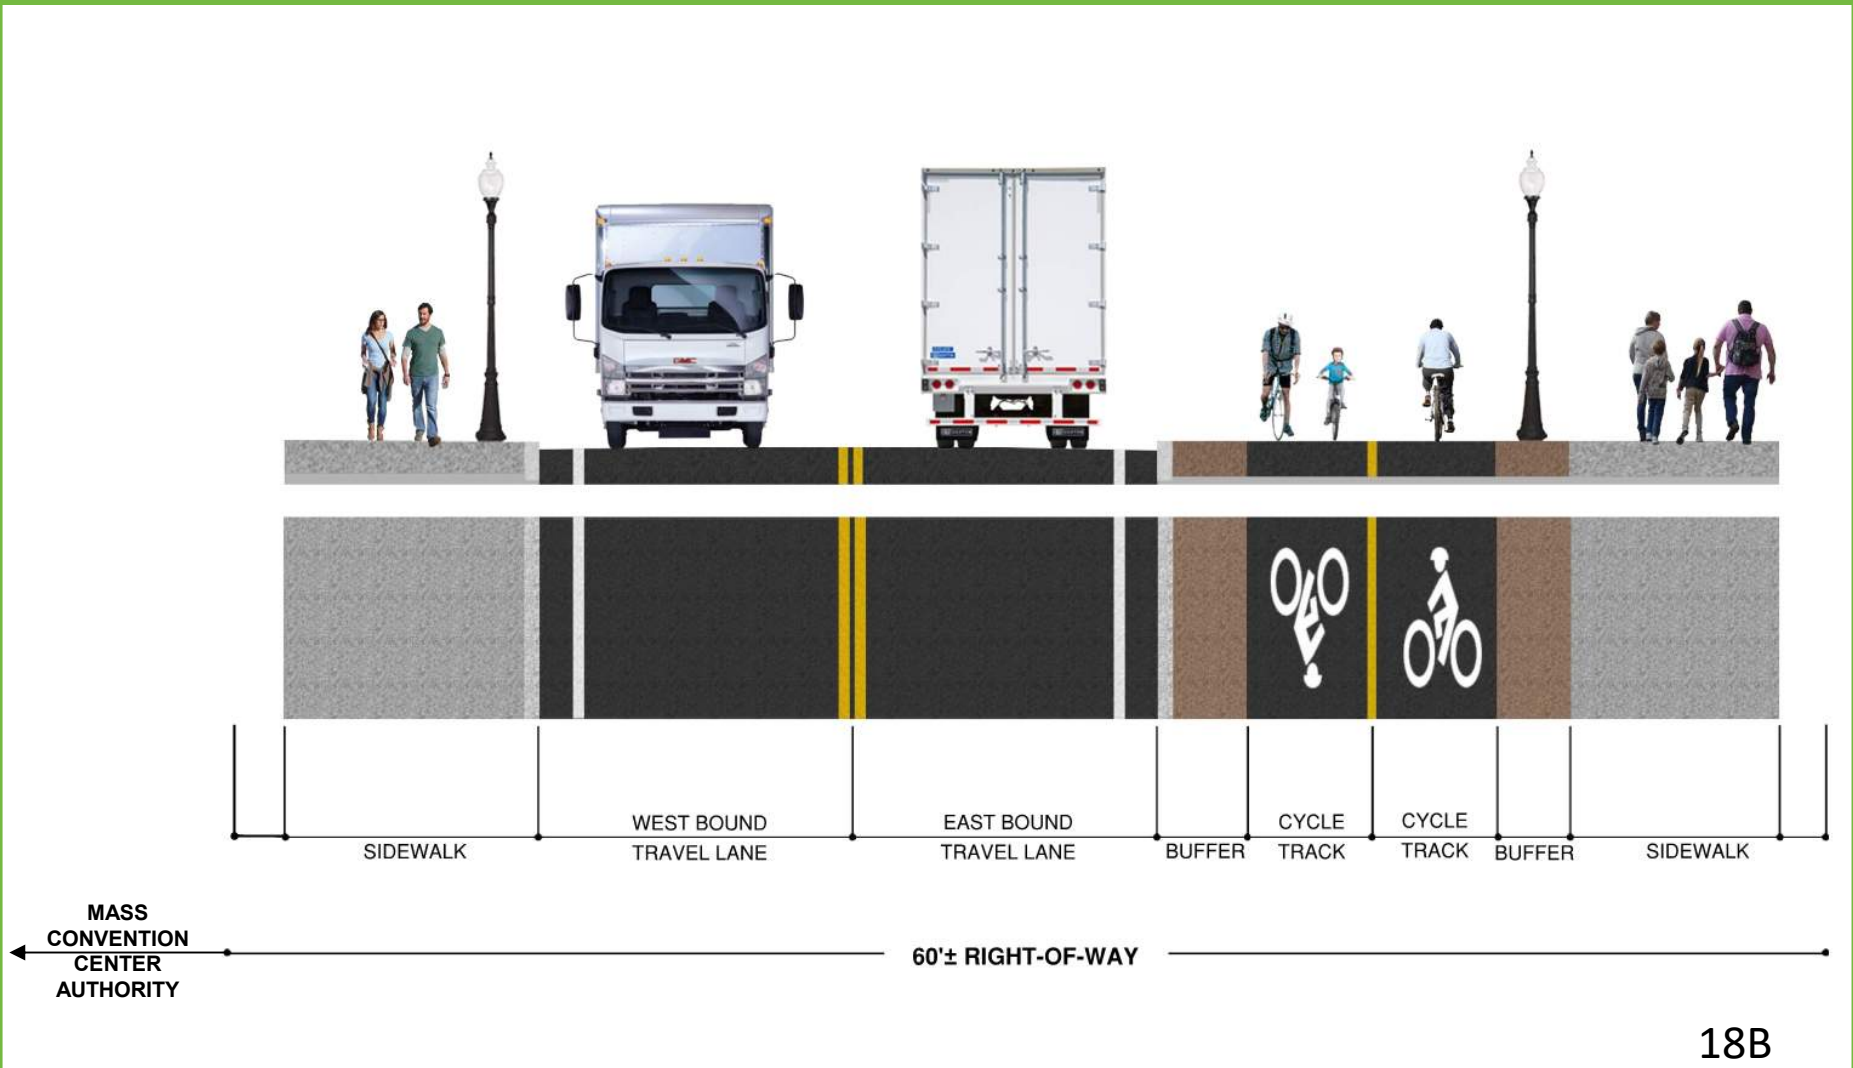 GMC
WEST BOUND
TRAVEL LANE
EAST BOUND
TRAVEL LANE
CYCLE
TRACK
CYCLE
TRACK
SIDEWALK
BUFFER
BUFFER
SIDEWALK
MASS
CONVENTION
CENTER
AUTHORITY
60'± RIGHT-OF-WAY
18B